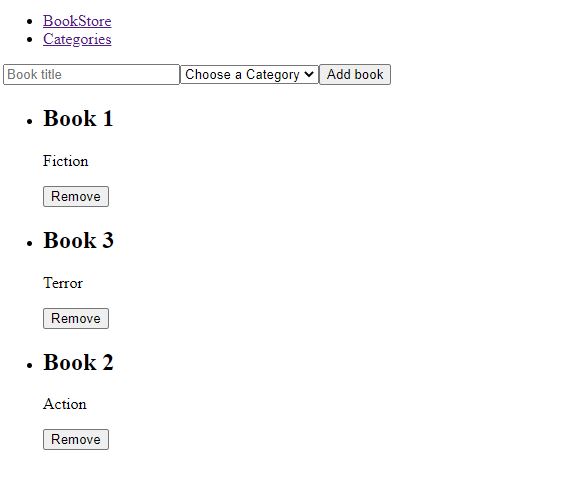 BookStore
Categories
Book title Choose a Category Add book
Book 1
Fiction
Remove
Book 3
Terror
Remove
Book 2
Action
Remove